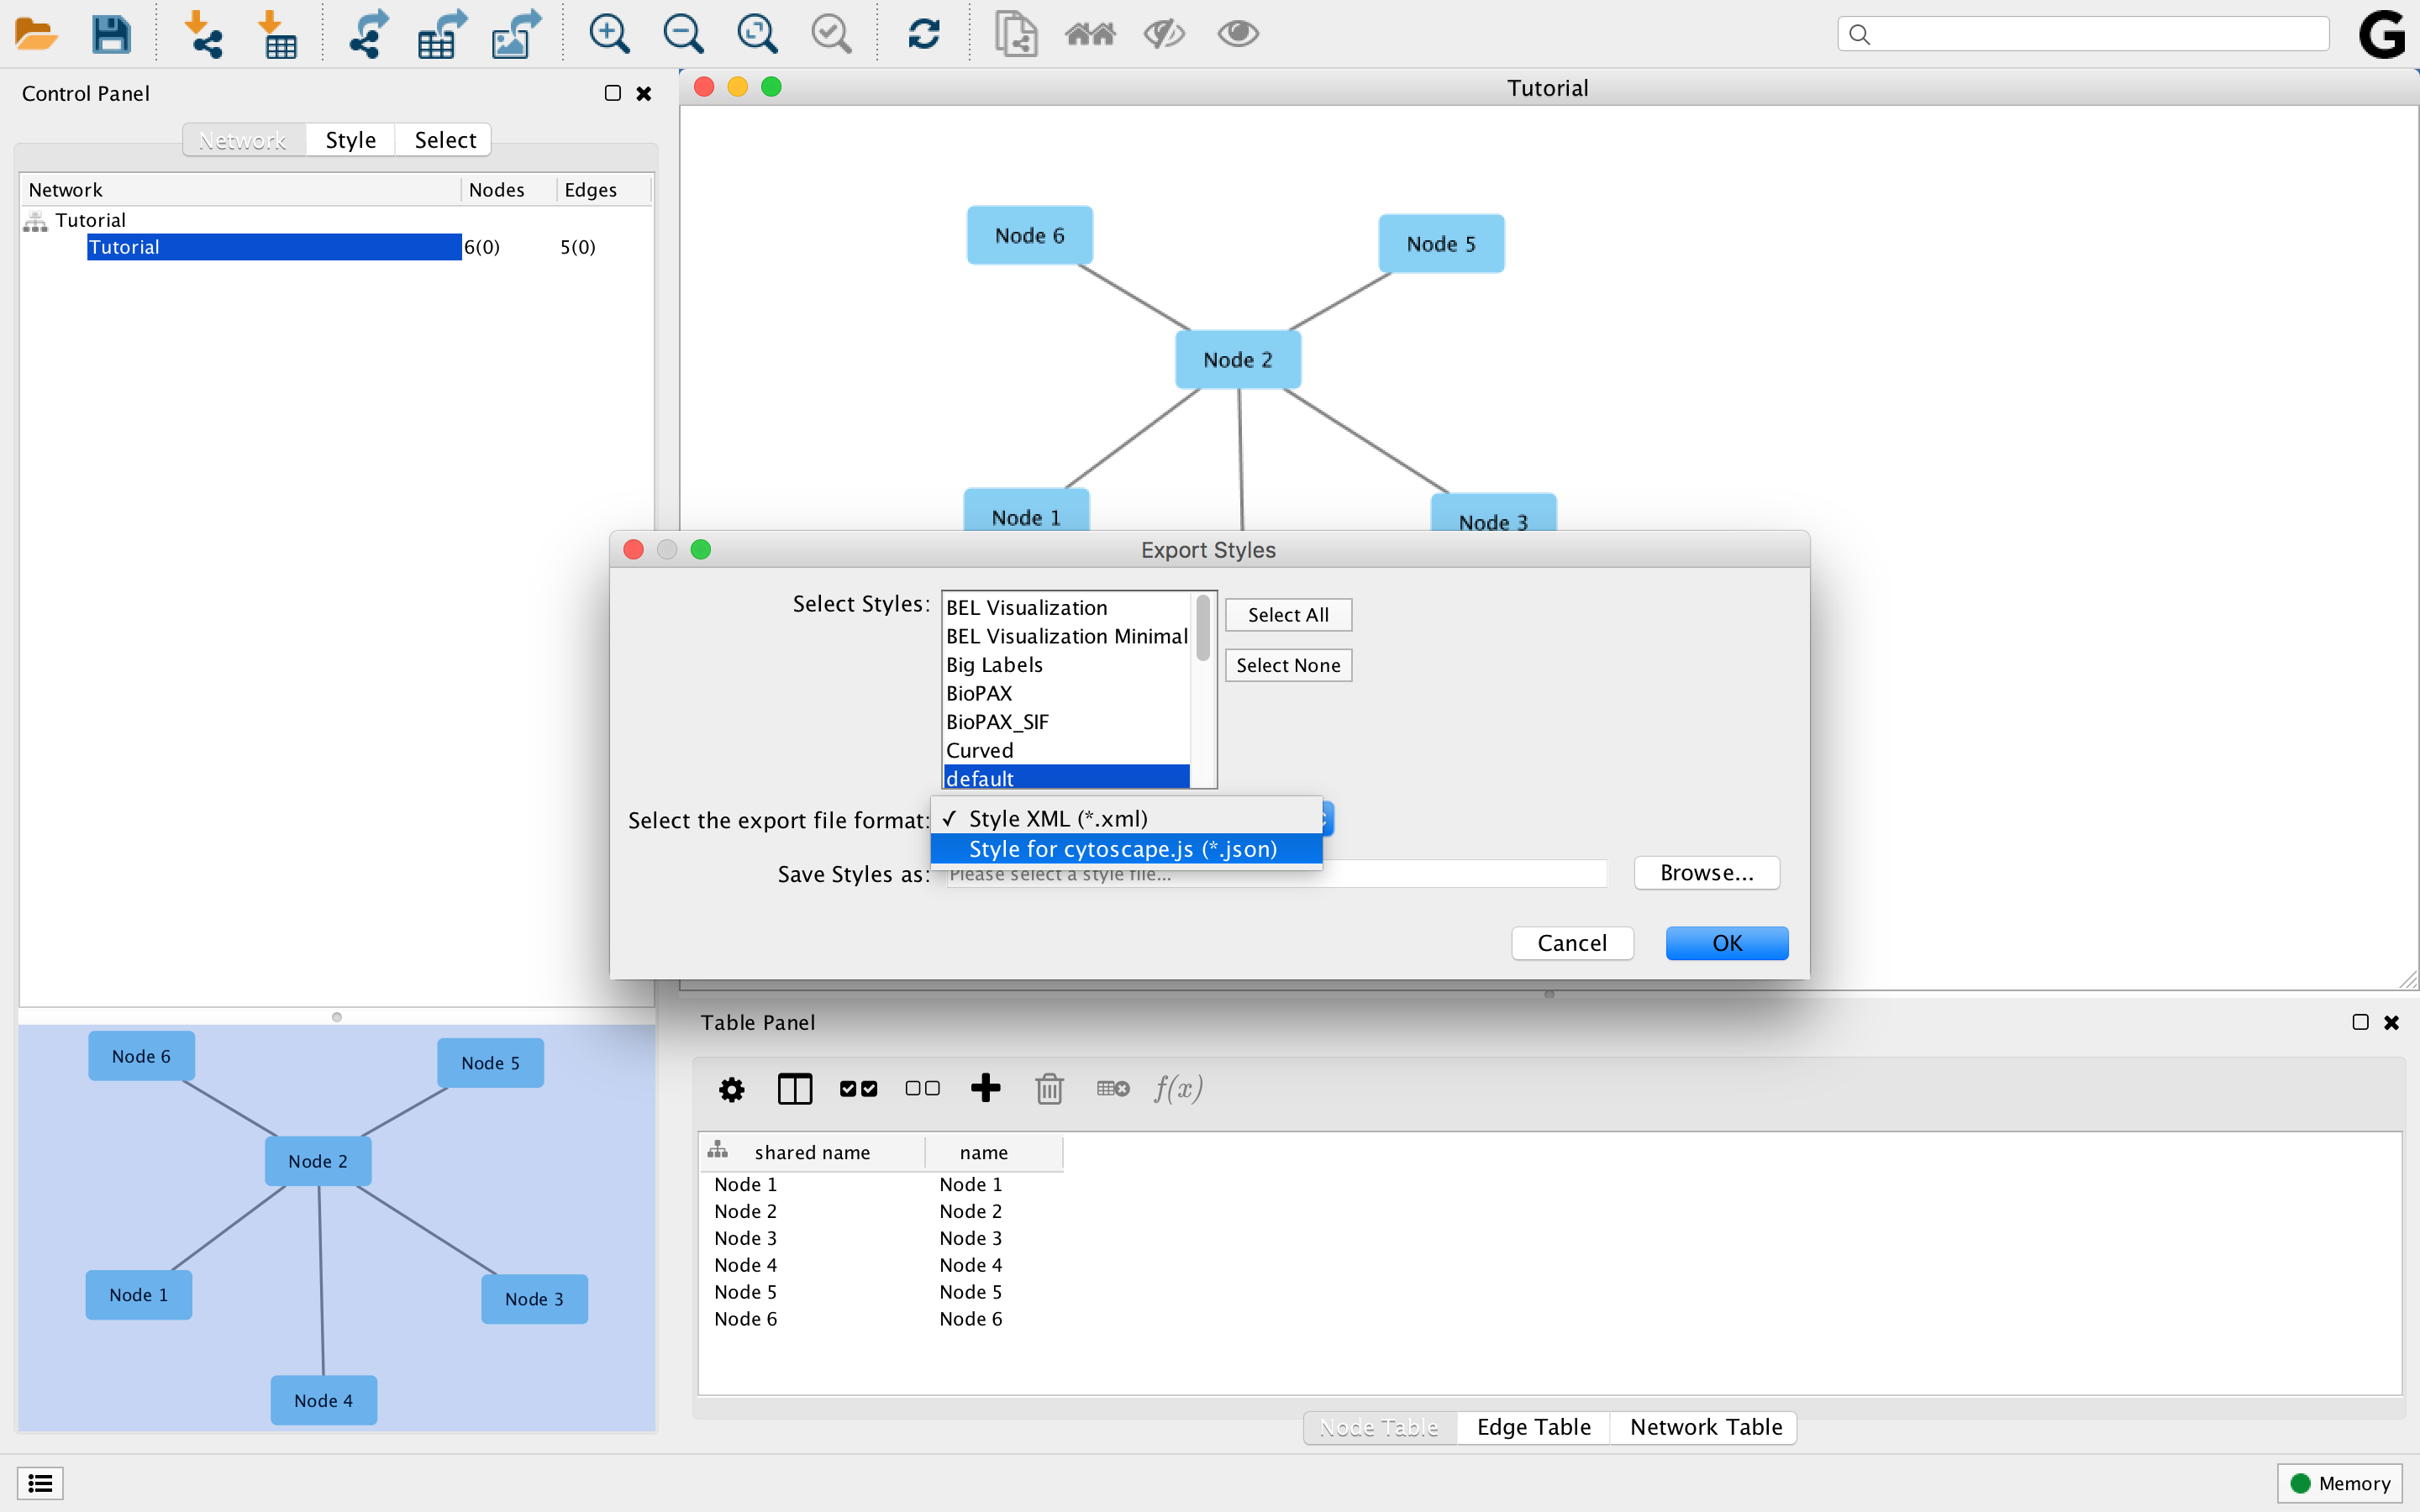 G
Control Panel
Tutorial
Network Style Select
Network Nodes Edges
Tutorial
Tutorial 6(0) 5(0)
Node 6
Node 5
Node 2
Node 1
Node 3
Export Styles
Select Styles:
BEL Visualization
BEL Visualization Minimal
Big Labels
BioPAX
BioPAX_SIF
Curved
default
Select All
Select None
Select the export file format:
✓ Style XML (*.xml)
Style for cytoscape.js (*.json)
Save Styles as: Please select a style file... Browse...
Cancel OK
Node 6
Node 5
Node 2
Node 1
Node 3
Node 4
Table Panel
f(x)
shared name name
Node 1 Node 1
Node 2 Node 2
Node 3 Node 3
Node 4 Node 4
Node 5 Node 5
Node 6 Node 6
Node Table Edge Table Network Table
Memory